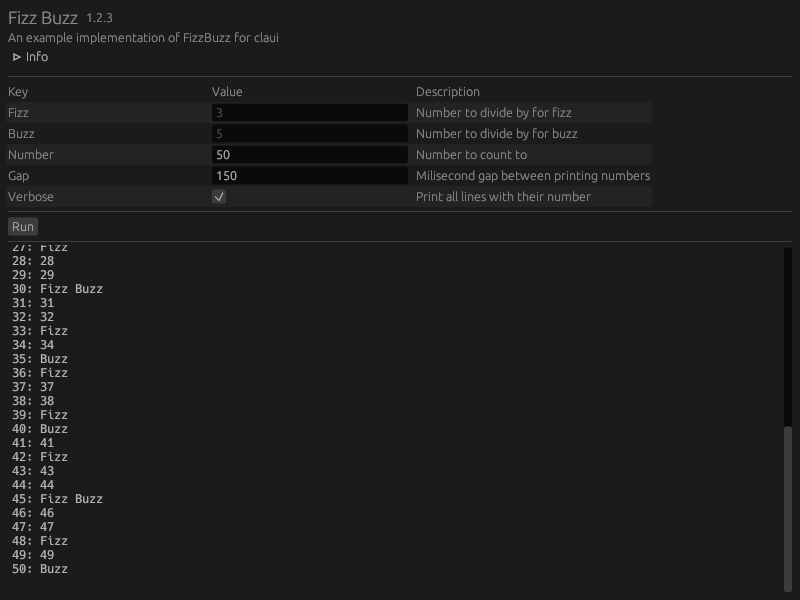 Fizz Buzz 1.2.3
An example implementation of FizzBuzz for claui
Info
Key Value Description
Fizz 3 Number to divide by for fizz
Buzz 5 Number to divide by for buzz
Number 50 Number to count to
Gap 150 Milisecond gap between printing numbers
Verbose Print all lines with their number
Run
27: Fizz
28: 28
29: 29
30: Fizz Buzz
31: 31
32: 32
33: Fizz
34: 34
35: Buzz
36: Fizz
37: 37
38: 38
39: Fizz
40: Buzz
41: 41
42: Fizz
43: 43
44: 44
45: Fizz Buzz
46: 46
47: 47
48: Fizz
49: 49
50: Buzz